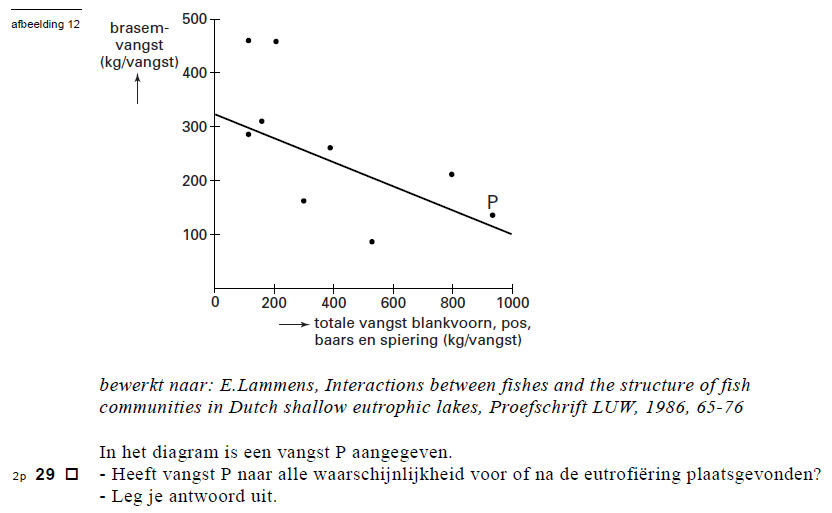 afbeelding 12
brasem-
vangst
(kg/vangst)
500
400
300
200
100
P
0
200
400
600
800
1000
totale vangst blankvoorn, pos,
baars en spiering (kg/vangst)
bewerkt naar: E.Lammens, Interactions between fishes and the structure of fish
communities in Dutch shallow eutrophic lakes, Proefschrift LUW, 1986, 65-76
In het diagram is een vangst P aangegeven.
2p 29 □ - Heeft vangst P naar alle waarschijnlijkheid voor of na de eutrofiëring plaatsgevonden?
- Leg je antwoord uit.